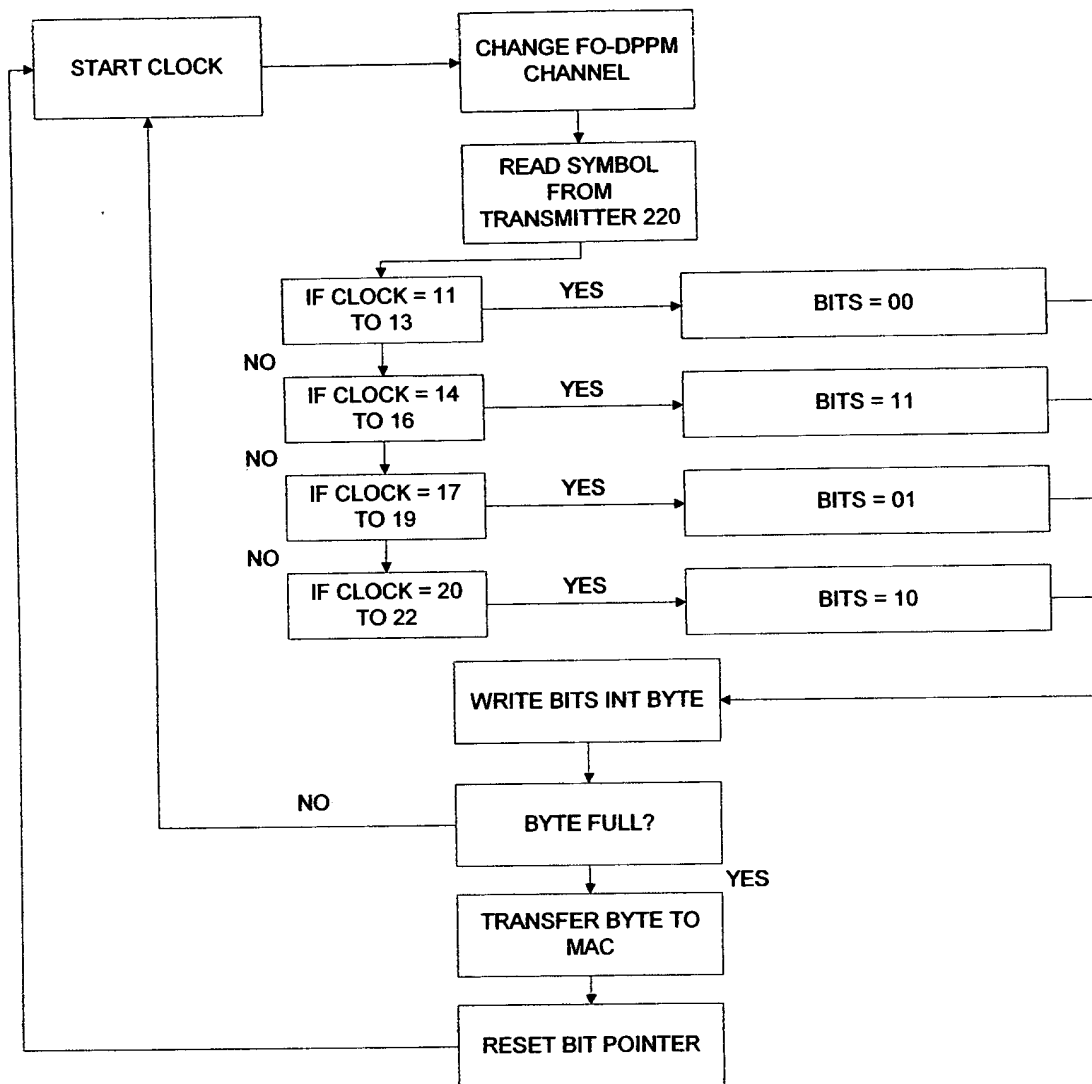 START CLOCK
CHANGE FO-DPPM
CHANNEL
READ SYMBOL
FROM
TRANSMITTER 220
IF CLOCK = 11
TO 13
YES
BITS = 00
NO
IF CLOCK = 14
TO 16
YES
BITS = 11
NO
IF CLOCK = 17
TO 19
YES
BITS = 01
NO
IF CLOCK = 20
TO 22
YES
BITS = 10
WRITE BITS INT BYTE
NO
BYTE FULL?
YES
TRANSFER BYTE TO
MAC
RESET BIT POINTER